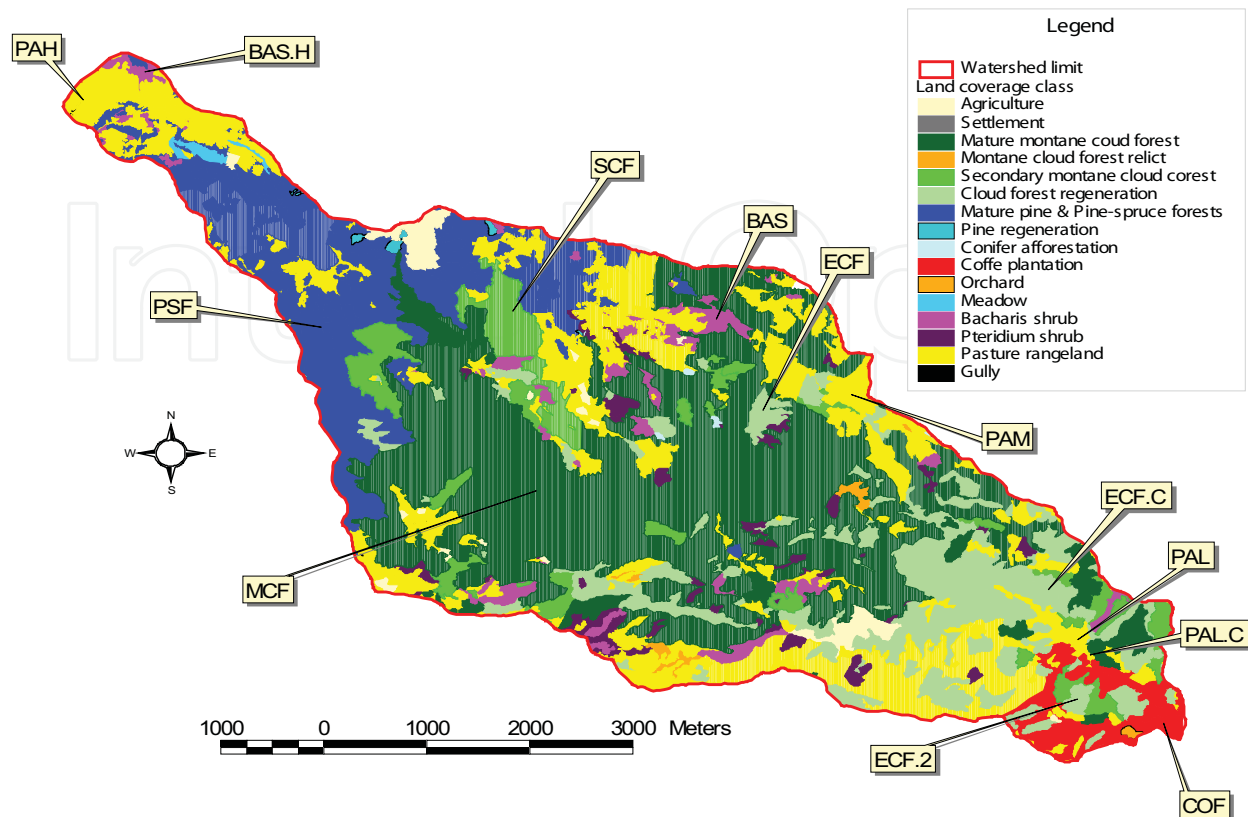 Legend
Watershed limit
Land coverage class
Agriculture
Settlement
Mature montane coud forest
Montane cloud forest relict
Secondary montane cloud corest
Cloud forest regeneration
Mature pine & Pine-spruce forests
Pine regeneration
Conifer afforestation
Coffe plantation
Orchard
Meadow
Bacharis shrub
Pteridium shrub
Pasture rangeland
Gully
PAH
BAS.H
SCF
BAS
ECF
PSF
PAM
N
W E
S
ECF.C
MCF
PAL
PAL.C
1000 0 1000 2000 3000 Meters
ECF.2
COF